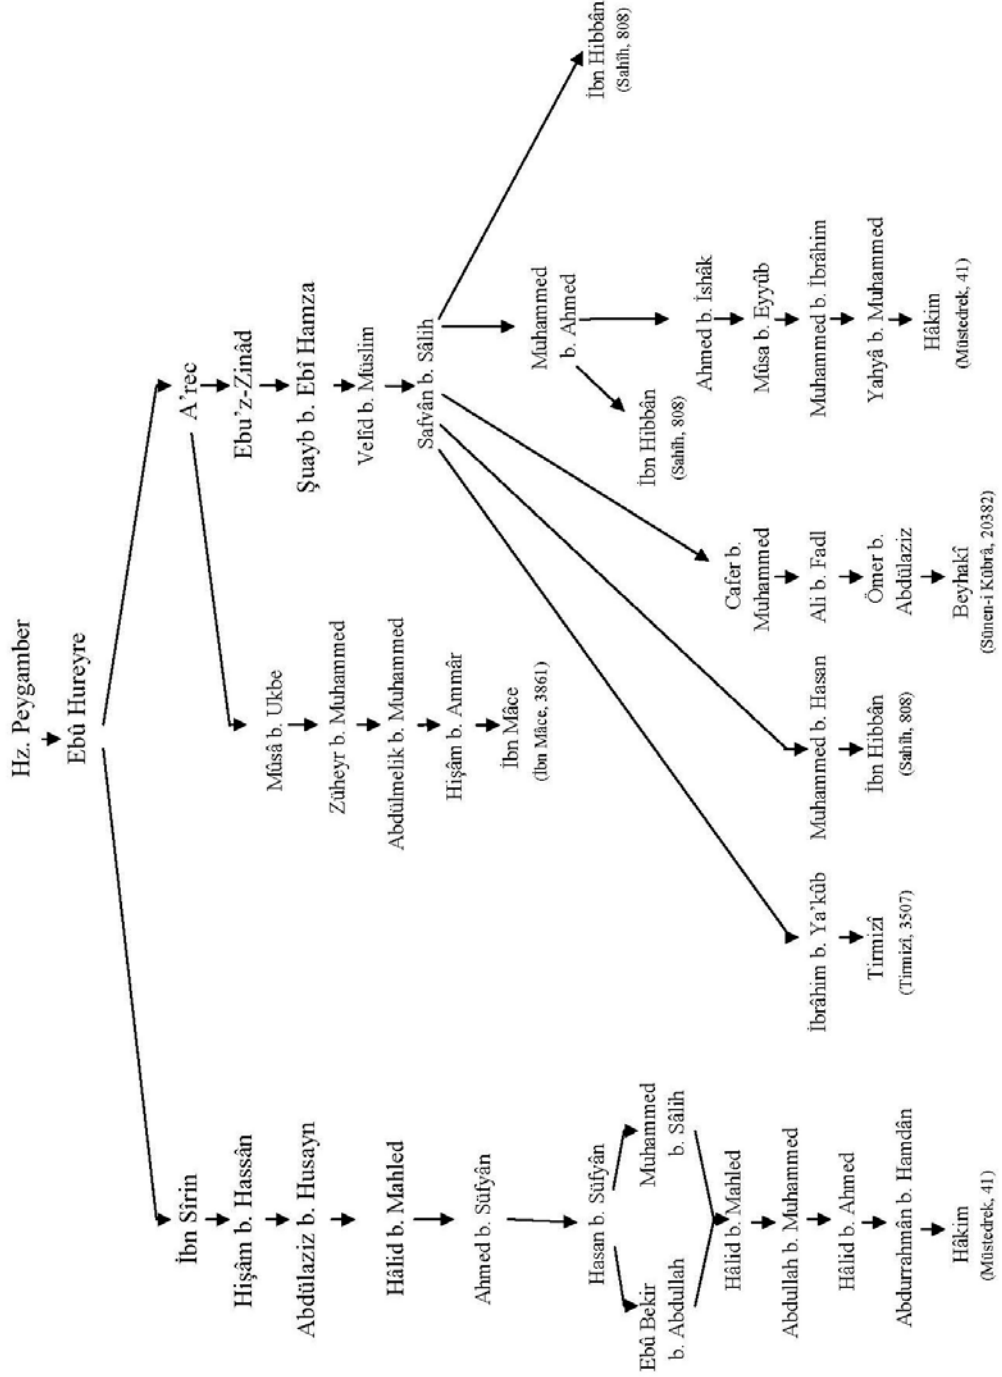 Hz. Peygamber
Ebû Hureyre
İbn Sîrin
Hişâm b. Hassân
Abdülaziz b. Husayn
Hâlid b. Mahled
Ahmed b. Süfyân
Hasan b. Süfyân
Ebû Bekir
b. Abdullah
Muhammed
b. Sâlih
Hâlid b. Mahled
Abdullah b. Muhammed
Hâlid b. Ahmed
Abdurrahmân b. Hamdân
Hâkim
(Müstedrek, 41)
A'rec
Mûsâ b. Ukbe
Züheyr b. Muhammed
Abdülmelik b. Muhammed
Hişâm b. Ammâr
İbn Mâce
(İbn Mâce, 3861)
Ebu'z-Zinâd
Şuayb b. Ebî Hamza
Velîd b. Müslim
Safvân b. Sâlih
İbrâhim b. Ya'kûb
Tirmizî
(Tirmizî, 3507)
Muhammed b. Hasan
İbn Hibbân
(Sahîh, 808)
Cafer b.
Muhammed
Ali b. Fadl
Ömer b.
Abdülaziz
Beyhakî
(Sünen-i Kübrâ, 20382)
Muhammed
b. Ahmed
İbn Hibbân
(Sahîh, 808)
Ahmed b. İshâk
Mûsa b. Eyyûb
Muhammed b. İbrâhim
Yahyâ b. Muhammed
Hâkim
(Müstedrek, 41)
İbn Hibbân
(Sahîh, 808)